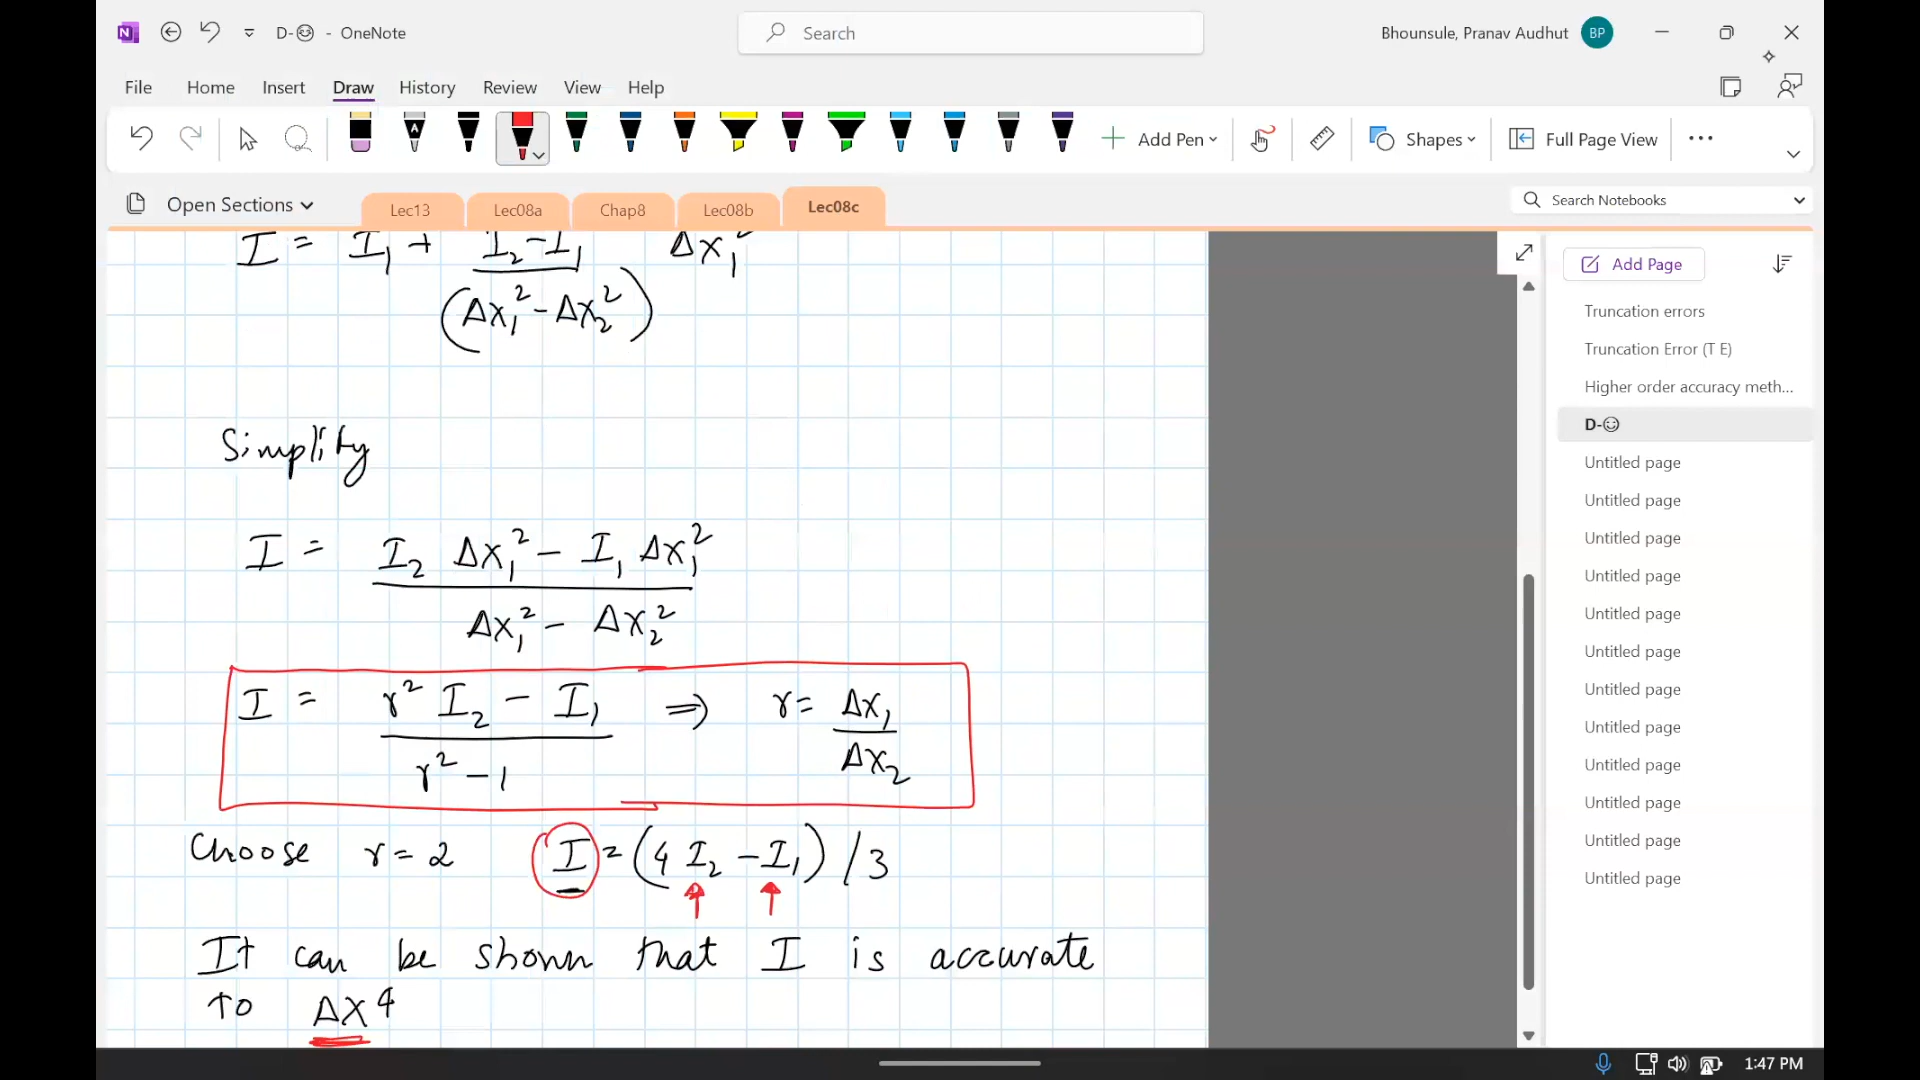 D-☺ - OneNote
Search
Bhounsule, Pranav Audhut
BP
File Home Insert Draw History Review View Help
A
Add Pen
Shapes
Full Page View
Open Sections
Lec13
Lec08a
Chap8
Lec08b
Lec08c
Search Notebooks
I = I₁ + (I₂ - I₁)/(Δx₁² - Δx₂²) Δx₁²
Simplify
I = (I₂ Δx₁² - I₁ Δx₁²)/(Δx₁² - Δx₂²)
I = (r² I₂ - I₁)/(r² - 1) ⇒ r = Δx₁/Δx₂
Choose r = 2 I = (4 I₂ - I₁) / 3
It can be shown that I is accurate
to Δx⁴
Add Page
Truncation errors
Truncation Error (T E)
Higher order accuracy meth...
D-☺
Untitled page
Untitled page
Untitled page
Untitled page
Untitled page
Untitled page
Untitled page
Untitled page
Untitled page
Untitled page
Untitled page
Untitled page
1:47 PM